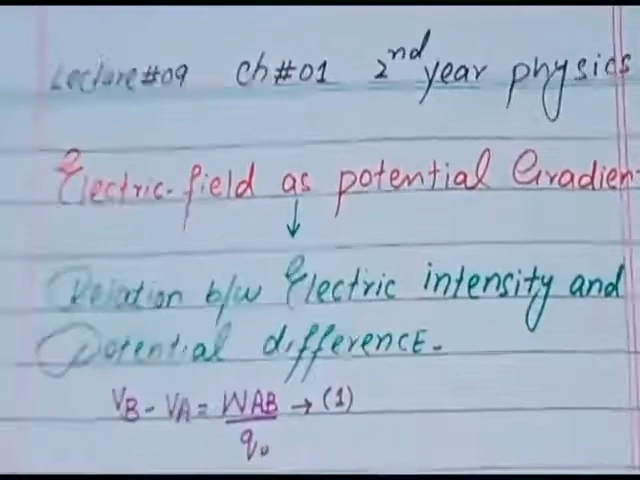 Lecture#09 Ch#01 2nd year physics
Electric field as potential Gradien
↓
Relation b/w Electric intensity and
Potential difference.
VB - VA = WAB/q₀ → (1)